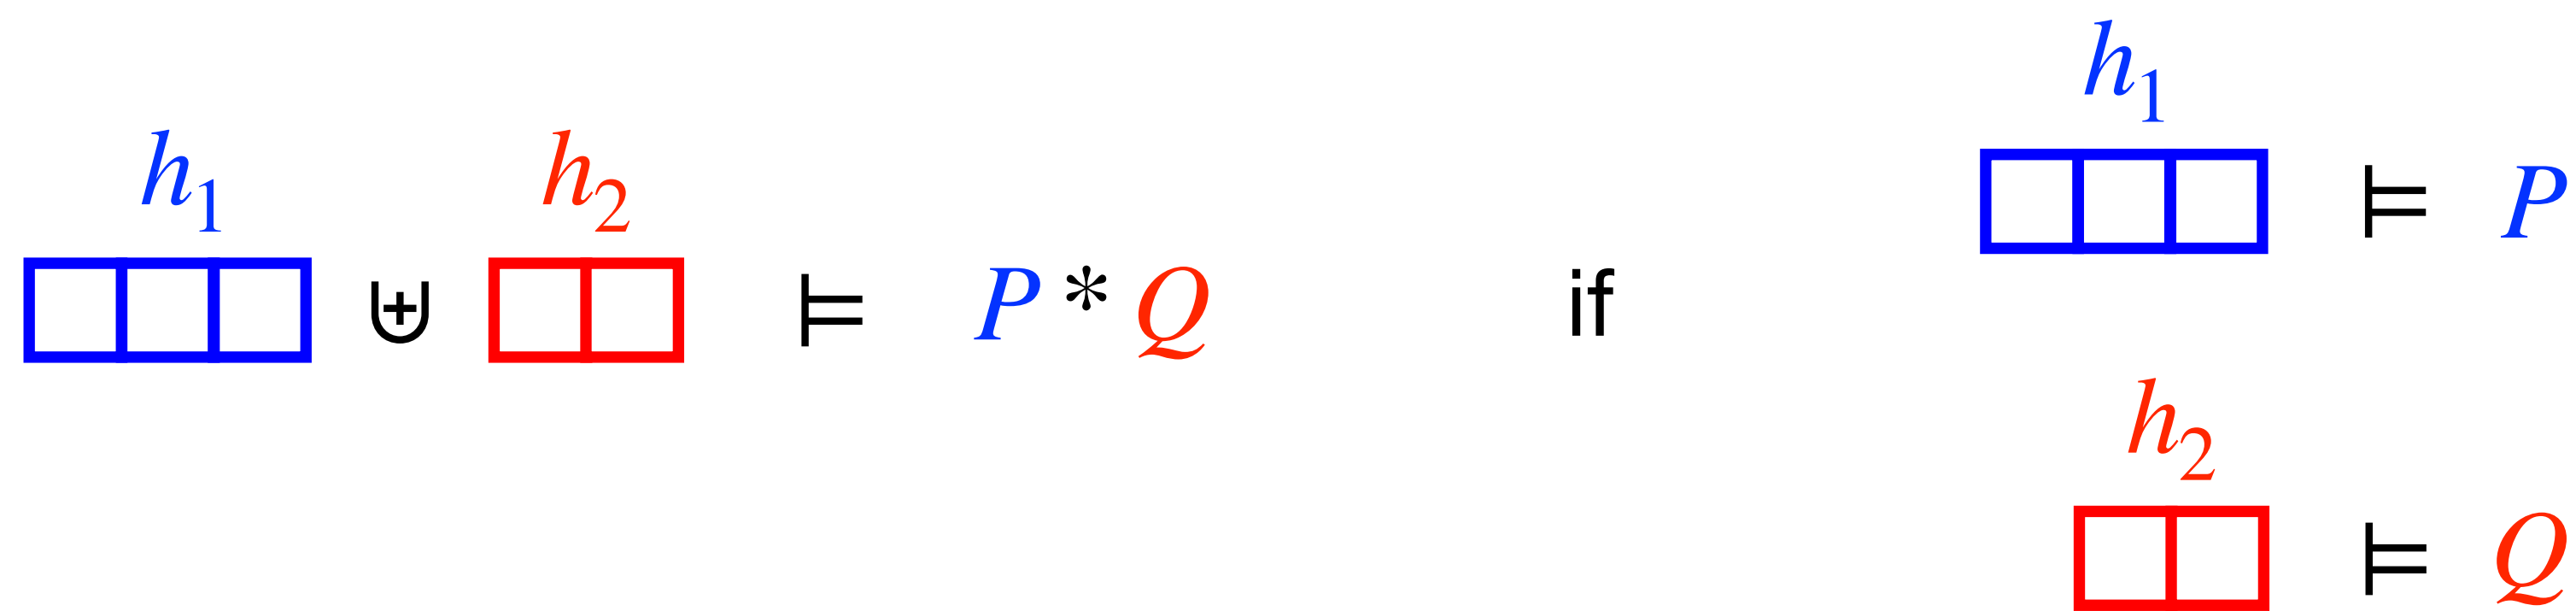 h₁
h₁ h₂
⊨ P
⊎ ⊨ P * Q if
h₂
⊨ Q